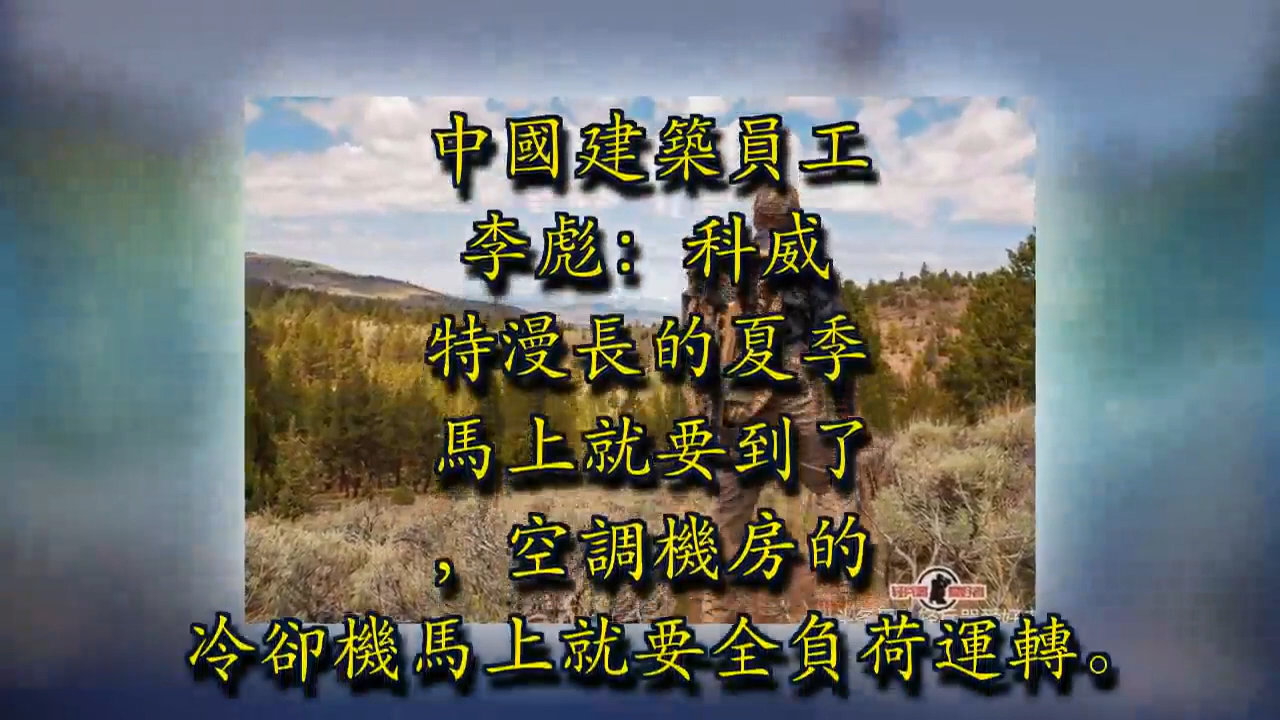 中國建築員工
李彪：科威
特漫長的夏季
馬上就要到了
，空調機房的
冷卻機馬上就要全負荷運轉。